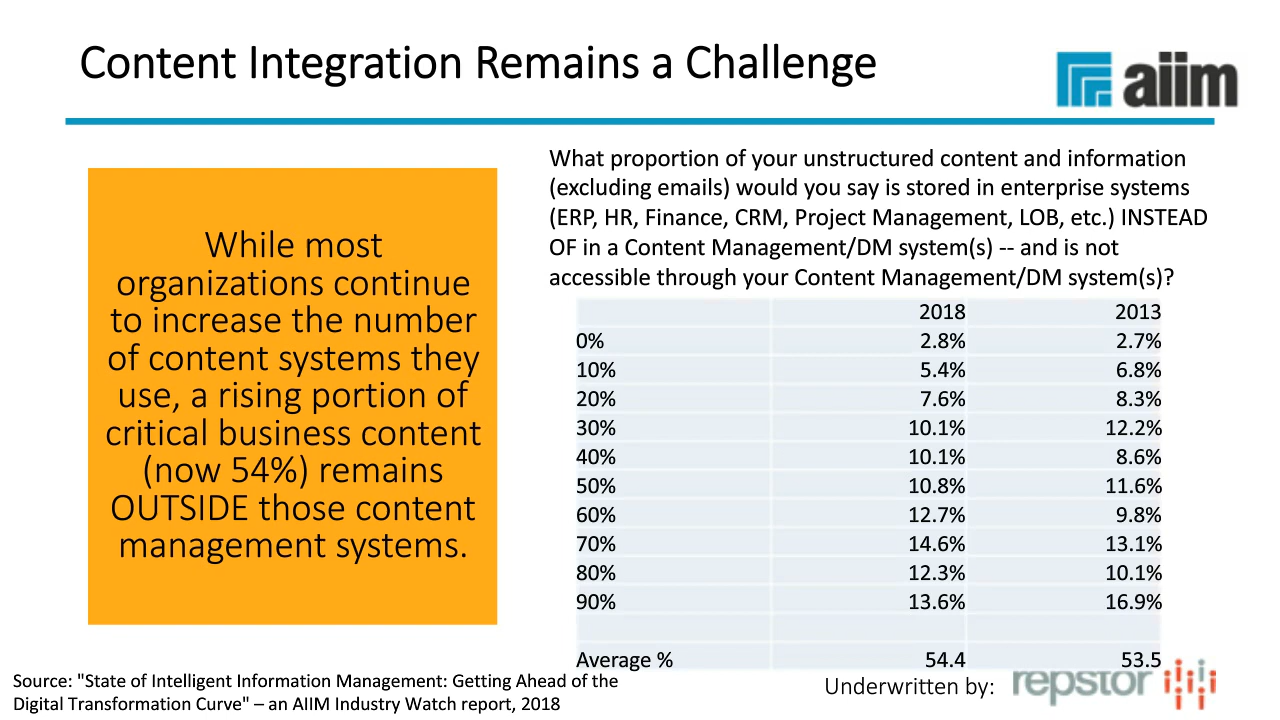 Content Integration Remains a Challenge
aiim
While most
organizations continue
to increase the number
of content systems they
use, a rising portion of
critical business content
(now 54%) remains
OUTSIDE those content
management systems.
What proportion of your unstructured content and information
(excluding emails) would you say is stored in enterprise systems
(ERP, HR, Finance, CRM, Project Management, LOB, etc.) INSTEAD
OF in a Content Management/DM system(s) -- and is not
accessible through your Content Management/DM system(s)?
2018 2013
0% 2.8% 2.7%
10% 5.4% 6.8%
20% 7.6% 8.3%
30% 10.1% 12.2%
40% 10.1% 8.6%
50% 10.8% 11.6%
60% 12.7% 9.8%
70% 14.6% 13.1%
80% 12.3% 10.1%
90% 13.6% 16.9%
Average % 54.4 53.5
Source: "State of Intelligent Information Management: Getting Ahead of the
Digital Transformation Curve" – an AIIM Industry Watch report, 2018
Underwritten by: repstor